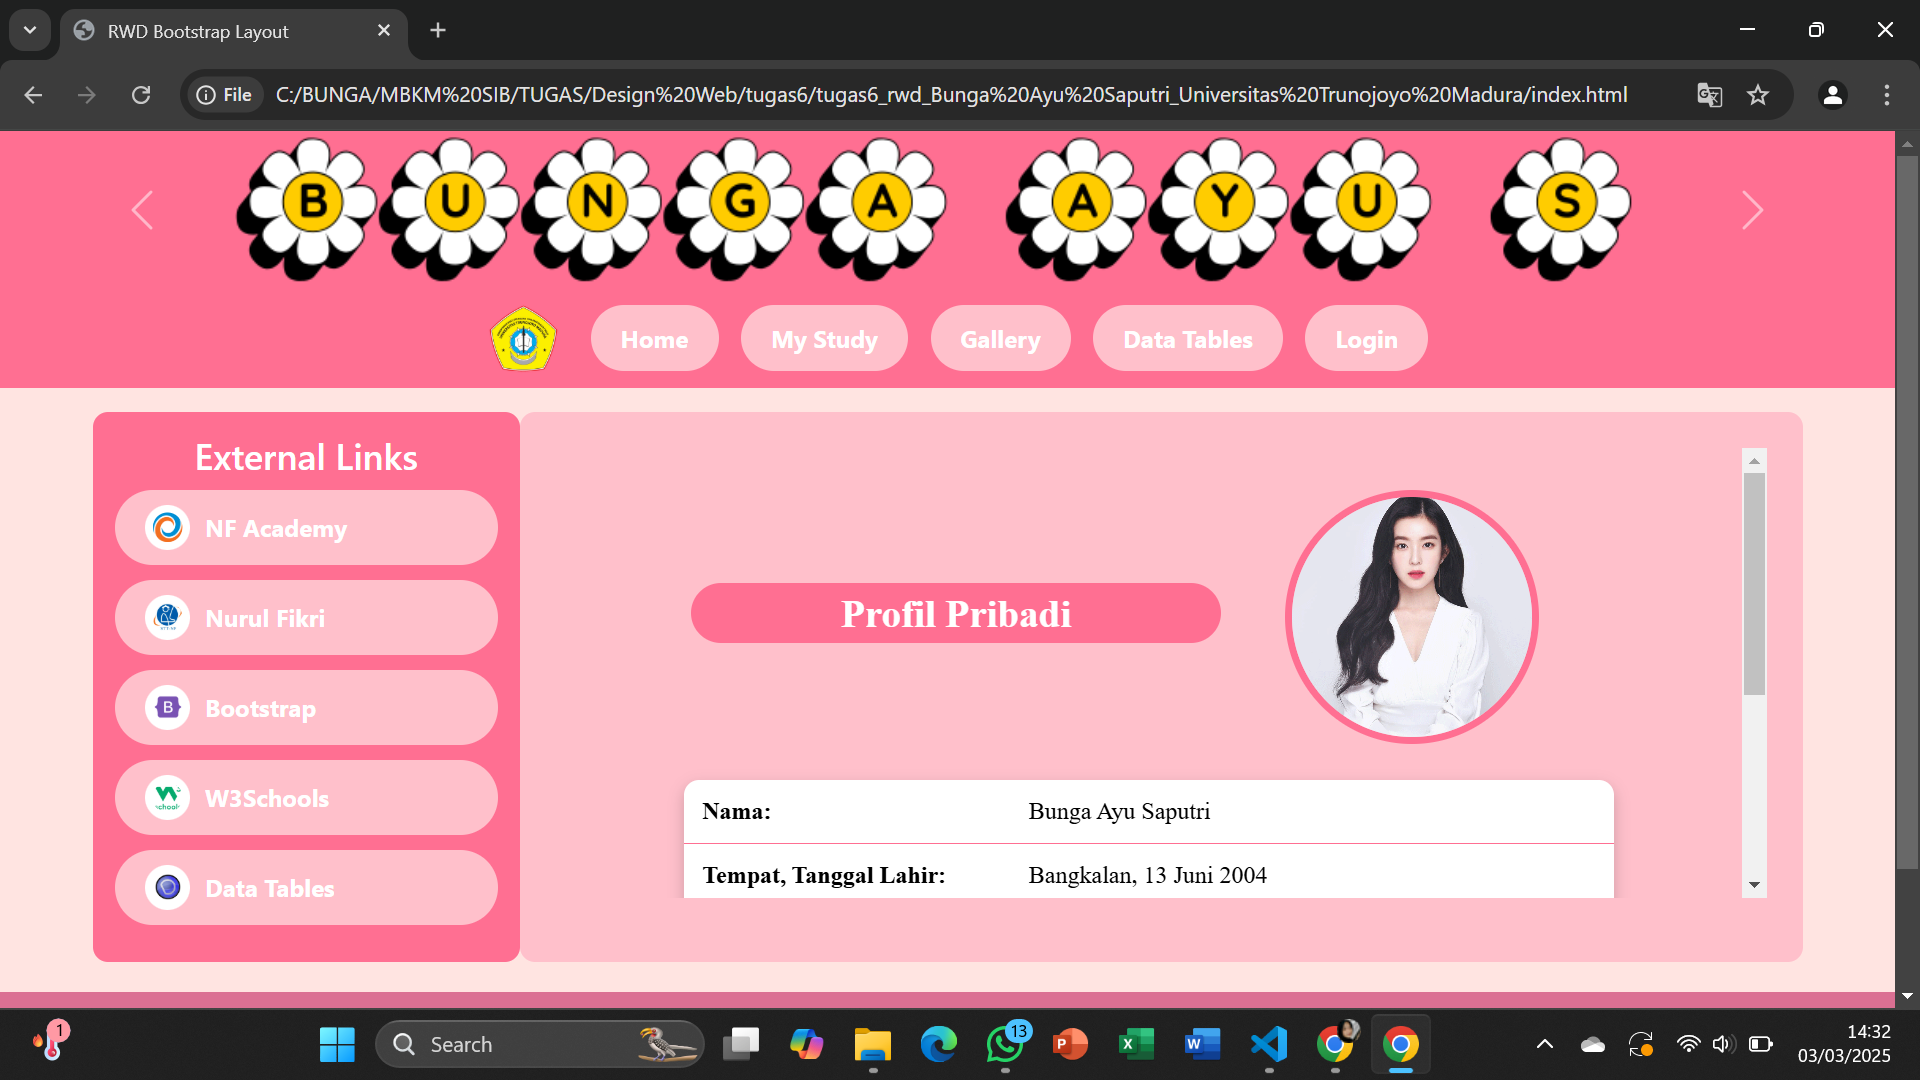 RWD Bootstrap Layout
File
C:/BUNGA/MBKM%20SIB/TUGAS/Design%20Web/tugas6/tugas6_rwd_Bunga%20Ayu%20Saputri_Universitas%20Trunojoyo%20Madura/index.html
BUNGA AYU S
Home
My Study
Gallery
Data Tables
Login
External Links
NF Academy
Nurul Fikri
B
Bootstrap
W3Schools
Data Tables
Profil Pribadi
Nama:
Bunga Ayu Saputri
Tempat, Tanggal Lahir:
Bangkalan, 13 Juni 2004
1
Search
13
14:32
03/03/2025